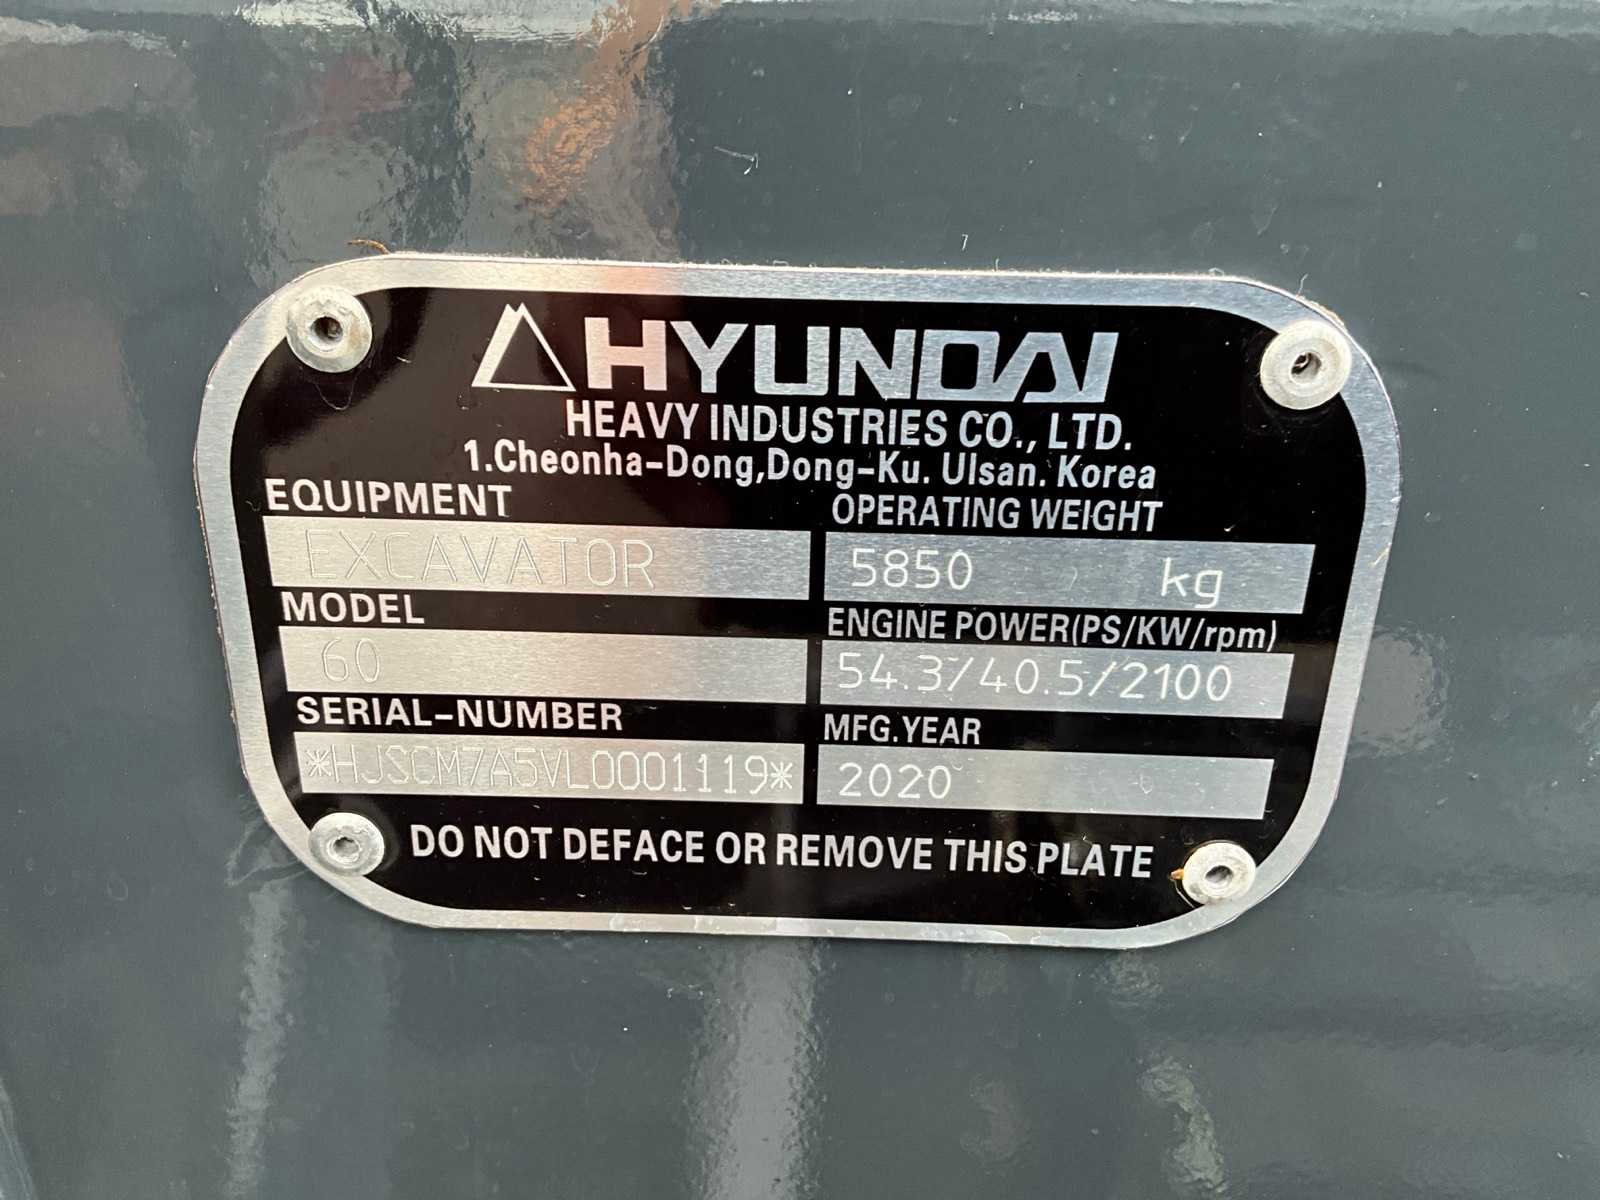 HYUNDAI
HEAVY INDUSTRIES CO., LTD.
1.Cheonha-Dong,Dong-Ku. Ulsan. Korea
EQUIPMENT
EXCAVATOR
OPERATING WEIGHT
5850 kg
MODEL
60
ENGINE POWER(PS/KW/rpm)
54.3/40.5/2100
SERIAL-NUMBER
*HJSCM7A5VL0001119*
MFG.YEAR
2020
DO NOT DEFACE OR REMOVE THIS PLATE